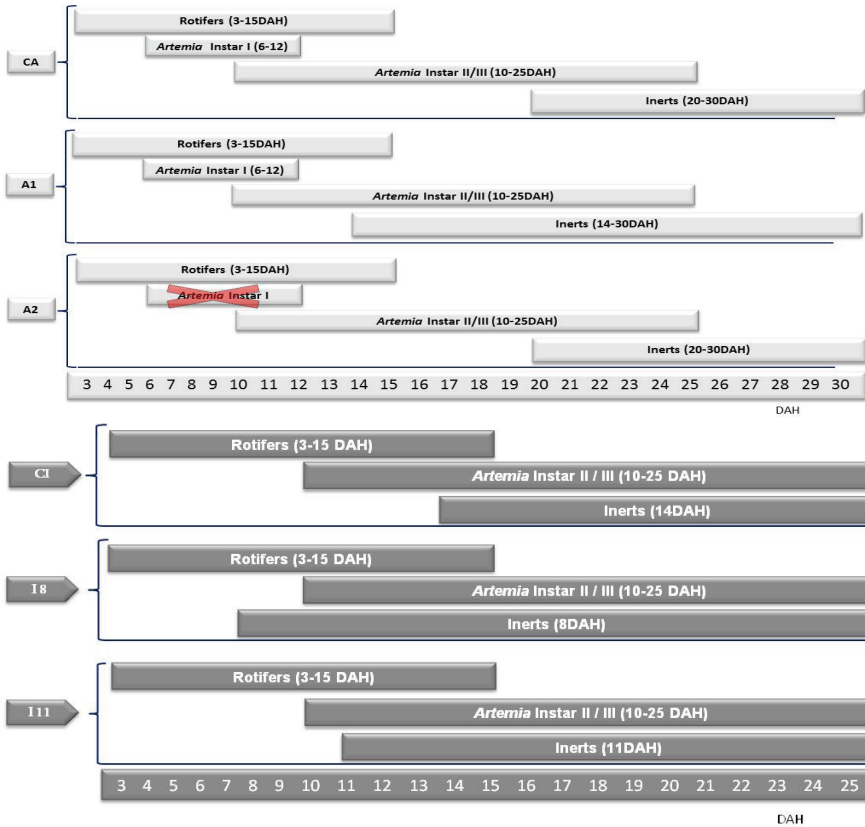 Rotifers (3-15DAH)
CA
Artemia Instar I (6-12)
Artemia Instar II/III (10-25DAH)
Inerts (20-30DAH)
Rotifers (3-15DAH)
A1
Artemia Instar I (6-12)
Artemia Instar II/III (10-25DAH)
Inerts (14-30DAH)
Rotifers (3-15DAH)
A2
Artemia Instar I
Artemia Instar II/III (10-25DAH)
Inerts (20-30DAH)
3 4 5 6 7 8 9 10 11 12 13 14 15 16 17 18 19 20 21 22 23 24 25 26 27 28 29 30
DAH
Rotifers (3-15 DAH)
CI
Artemia Instar II / III (10-25 DAH)
Inerts (14DAH)
Rotifers (3-15 DAH)
I 8
Artemia Instar II / III (10-25 DAH)
Inerts (8DAH)
Rotifers (3-15 DAH)
I 11
Artemia Instar II / III (10-25 DAH)
Inerts (11DAH)
3 4 5 6 7 8 9 10 11 12 13 14 15 16 17 18 19 20 21 22 23 24 25
DAH